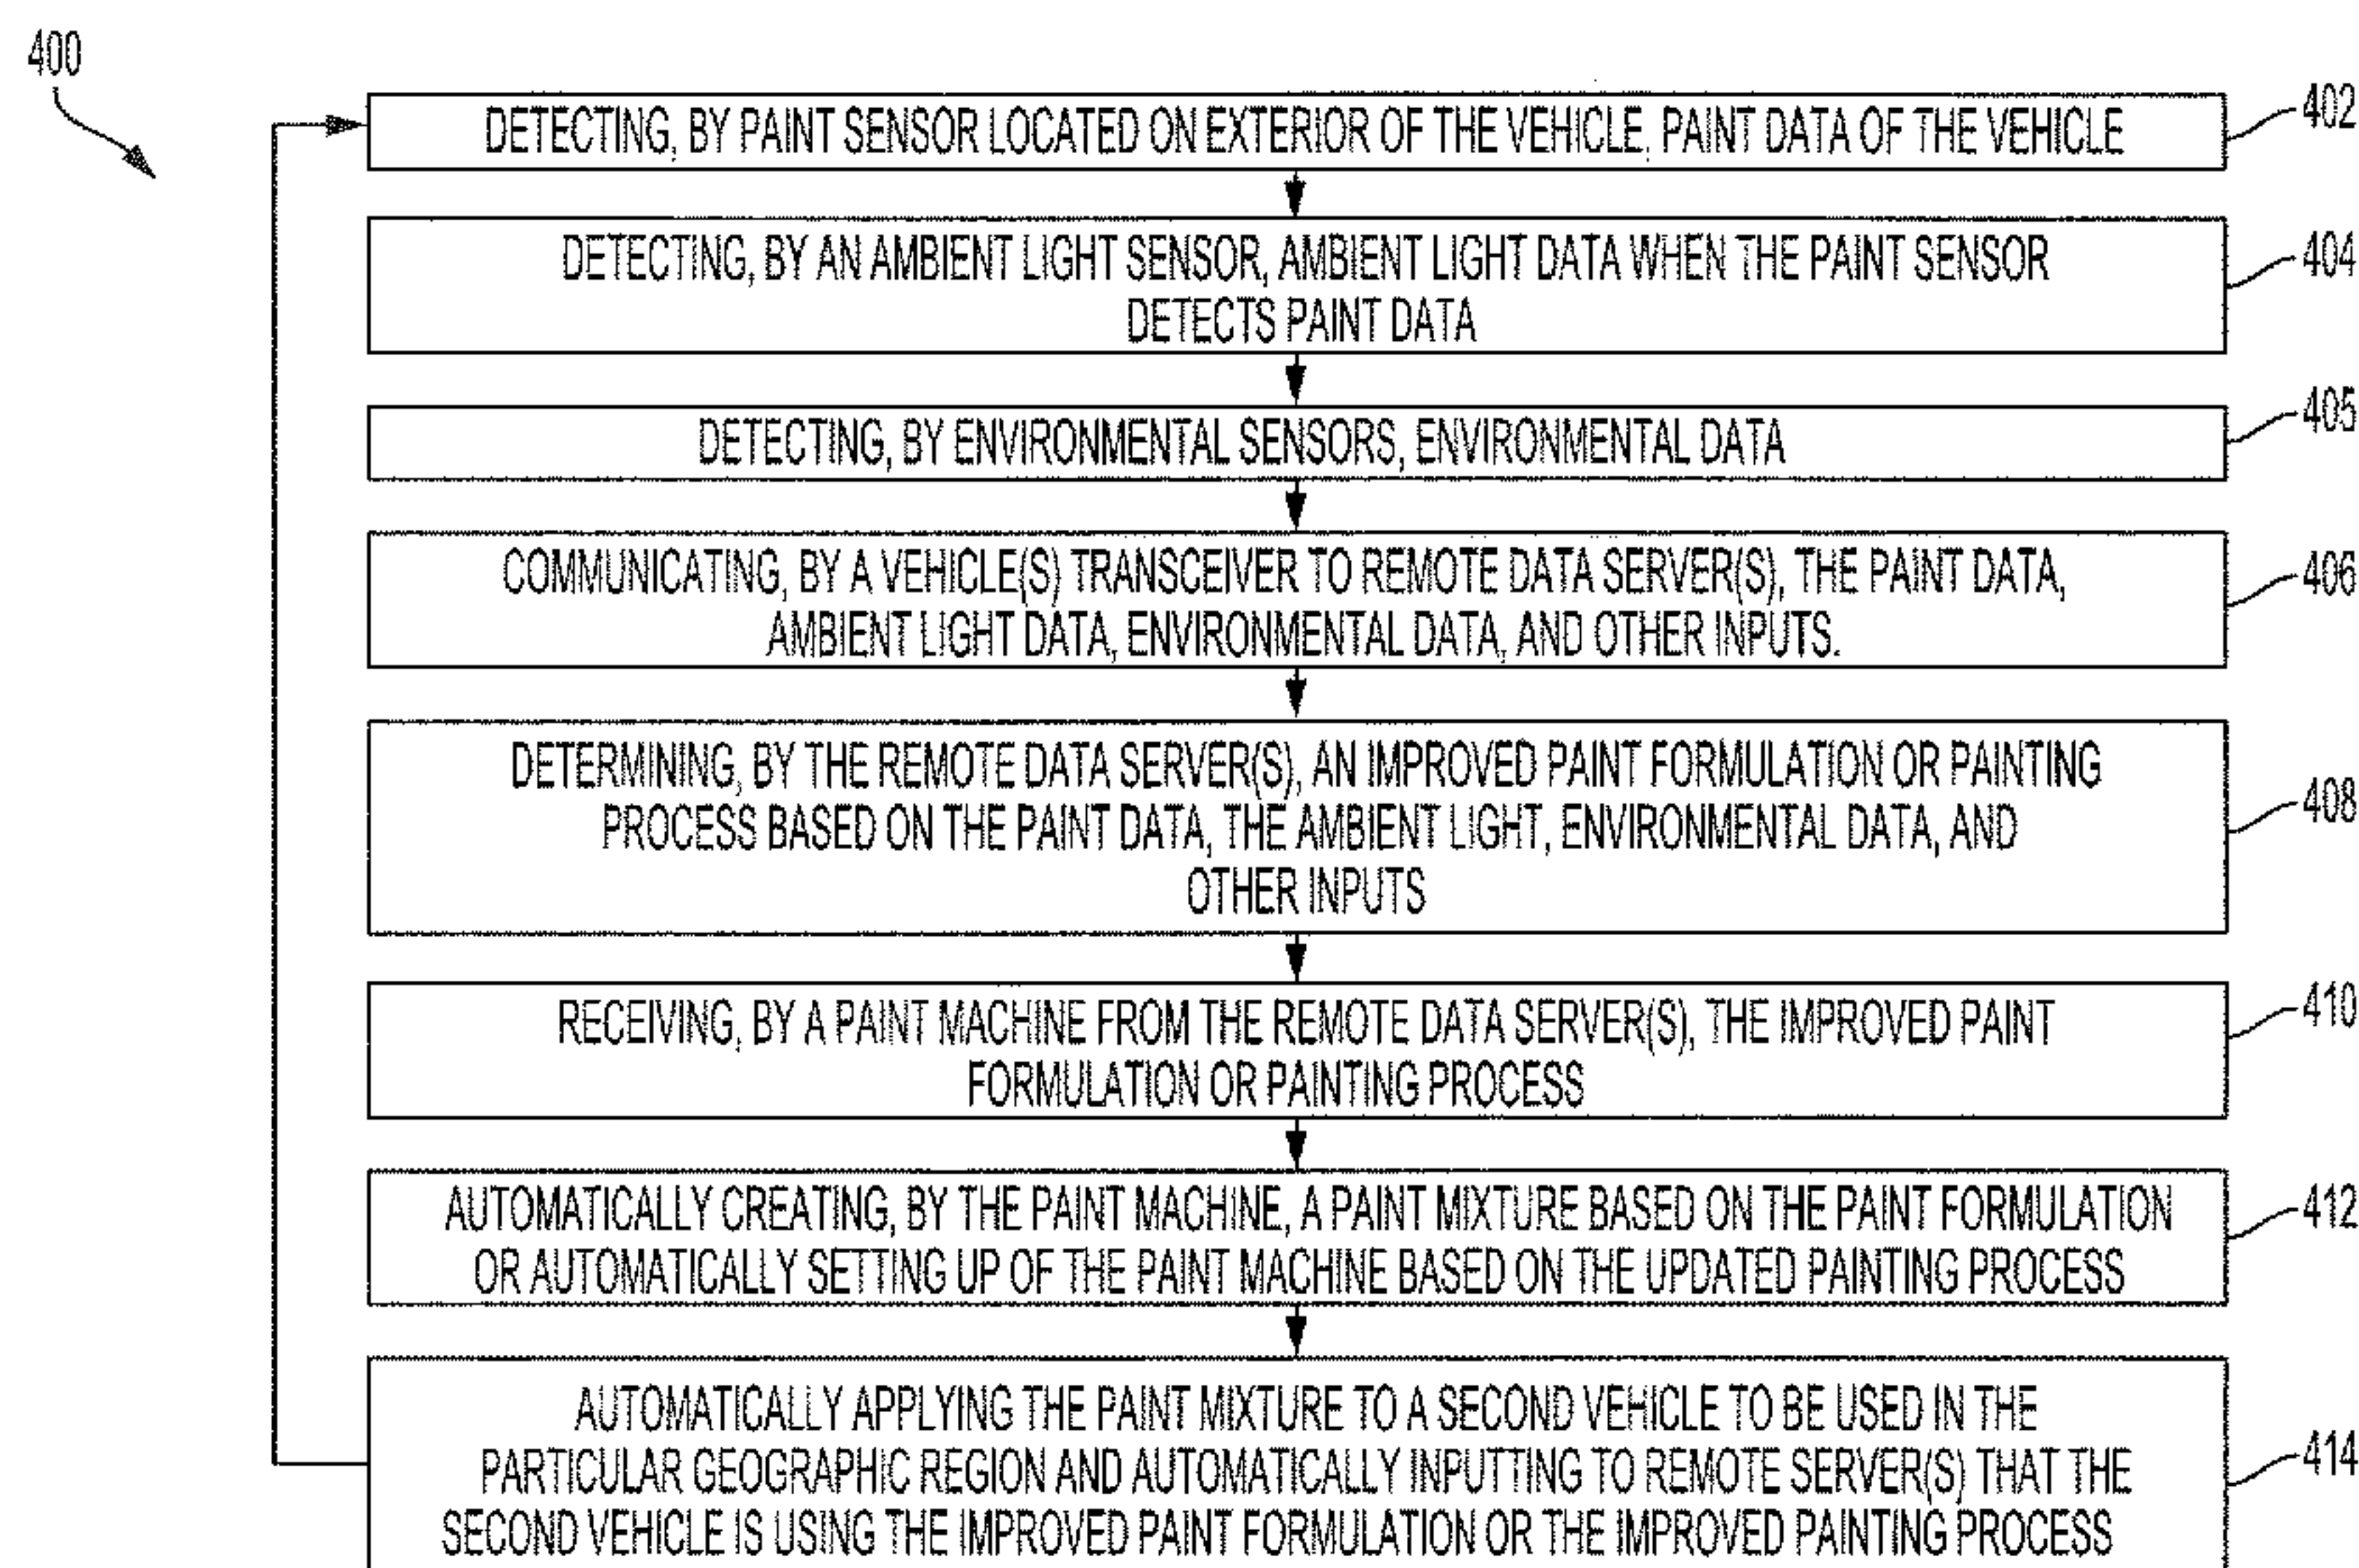 400
DETECTING, BY PAINT SENSOR LOCATED ON EXTERIOR OF THE VEHICLE, PAINT DATA OF THE VEHICLE
402
DETECTING, BY AN AMBIENT LIGHT SENSOR, AMBIENT LIGHT DATA WHEN THE PAINT SENSOR
DETECTS PAINT DATA
404
DETECTING, BY ENVIRONMENTAL SENSORS, ENVIRONMENTAL DATA
405
COMMUNICATING, BY A VEHICLE(S) TRANSCEIVER TO REMOTE DATA SERVER(S), THE PAINT DATA,
AMBIENT LIGHT DATA, ENVIRONMENTAL DATA, AND OTHER INPUTS.
406
DETERMINING, BY THE REMOTE DATA SERVER(S), AN IMPROVED PAINT FORMULATION OR PAINTING
PROCESS BASED ON THE PAINT DATA, THE AMBIENT LIGHT, ENVIRONMENTAL DATA, AND
OTHER INPUTS
408
RECEIVING, BY A PAINT MACHINE FROM THE REMOTE DATA SERVER(S), THE IMPROVED PAINT
FORMULATION OR PAINTING PROCESS
410
AUTOMATICALLY CREATING, BY THE PAINT MACHINE, A PAINT MIXTURE BASED ON THE PAINT FORMULATION
OR AUTOMATICALLY SETTING UP OF THE PAINT MACHINE BASED ON THE UPDATED PAINTING PROCESS
412
AUTOMATICALLY APPLYING THE PAINT MIXTURE TO A SECOND VEHICLE TO BE USED IN THE
PARTICULAR GEOGRAPHIC REGION AND AUTOMATICALLY INPUTTING TO REMOTE SERVER(S) THAT THE
SECOND VEHICLE IS USING THE IMPROVED PAINT FORMULATION OR THE IMPROVED PAINTING PROCESS
414